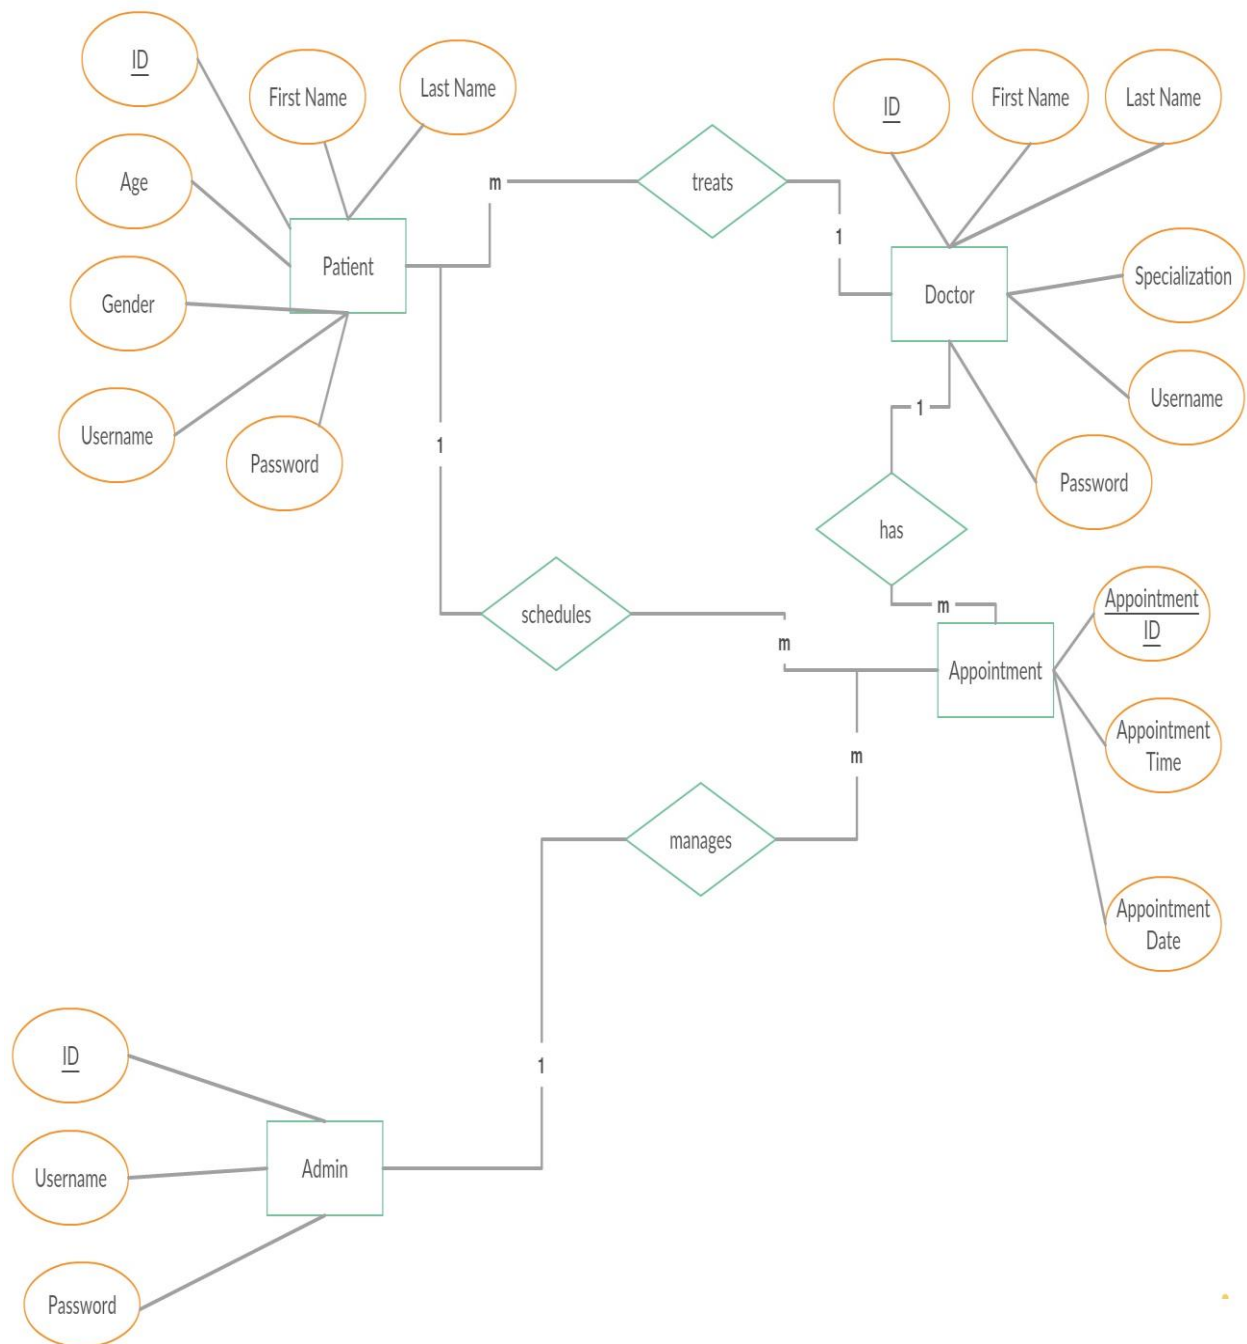 ID
First Name
Last Name
ID
First Name
Last Name
Age
m
treats
1
Patient
Doctor
Specialization
Gender
Username
Username
Password
1
1
Password
has
schedules
m
m
Appointment
ID
Appointment
Appointment
Time
m
manages
Appointment
Date
ID
1
Username
Admin
Password